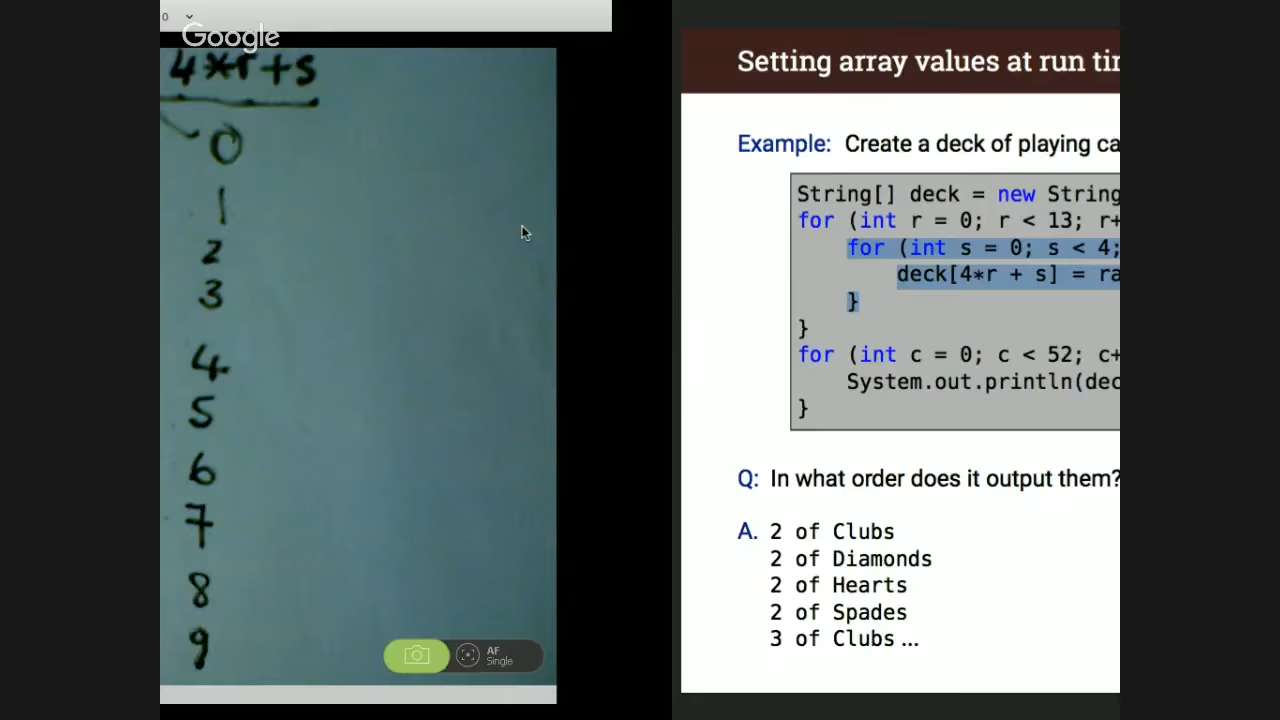 0
Google
4*r+s
0
1
2
3
4
5
6
7
8
9
AF
Single
Setting array values at run tir
Example: Create a deck of playing ca
String[] deck = new String
for (int r = 0; r < 13; r+
for (int s = 0; s < 4;
deck[4*r + s] = ra
}
}
for (int c = 0; c < 52; c+
System.out.println(dec
}
Q: In what order does it output them?
A. 2 of Clubs
2 of Diamonds
2 of Hearts
2 of Spades
3 of Clubs ...